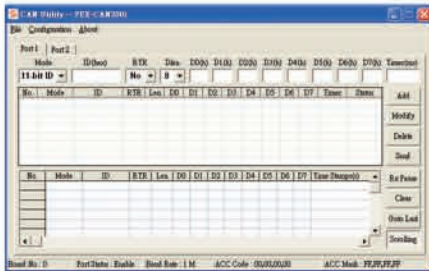 CAN Utility -- PEX-CAN200i
File Configuration About
Port 1 Port 2
Mode ID(hex) RTR Dlen D0(h) D1(h) D2(h) D3(h) D4(h) D5(h) D6(h) D7(h) Timer(ms)
11-bit ID No 8
No. Mode ID RTR Len D0 D1 D2 D3 D4 D5 D6 D7 Timer Status
Add
Modify
Delete
Send
No. Mode ID RTR Len D0 D1 D2 D3 D4 D5 D6 D7 Time Stamp(s)
Rx Pause
Clear
Goto Last
Scrolling
Board No.: 0 Port Status: Enable Baud Rate: 1 M ACC Code: 00,00,00,00 ACC Mask: FF,FF,FF,FF